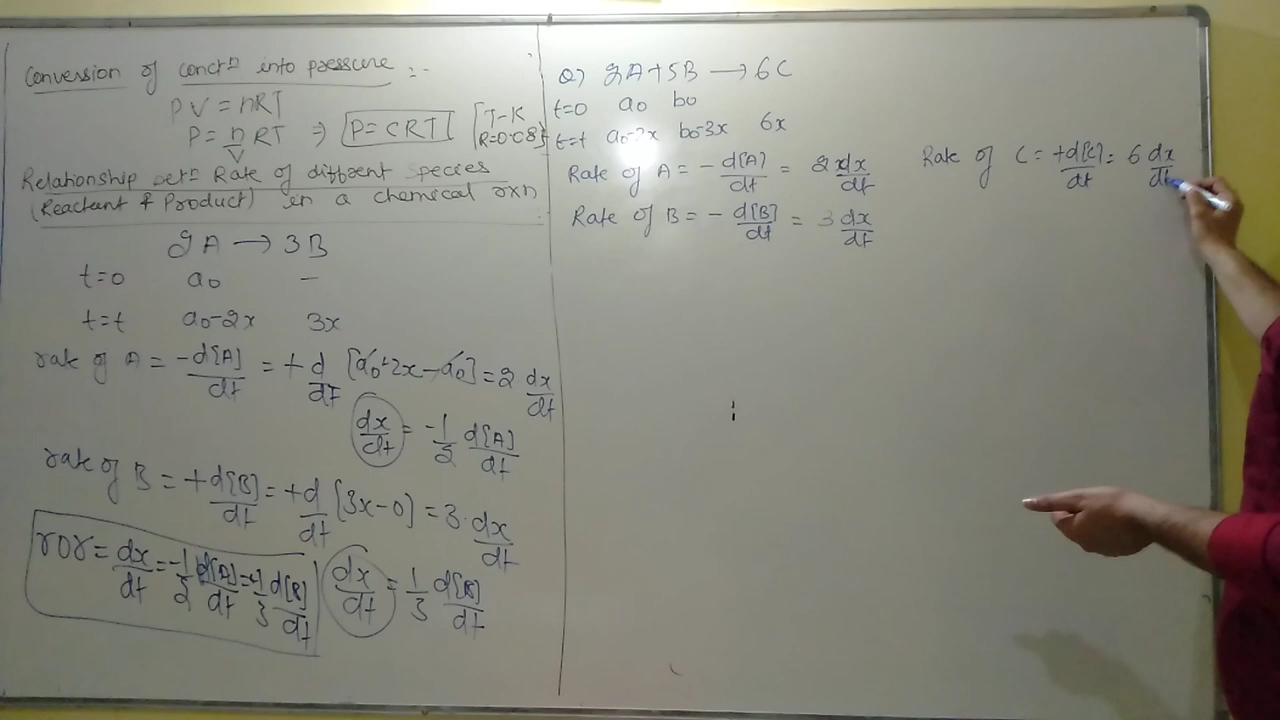 Conversion of conctⁿ into pressure :-
PV = nRT
P = n/V RT ⇒ P = CRT [T-K
R=0.08]
Relationship betⁿ Rate of different species
(Reactant & Product) in a chemical rxn
2A → 3B
t=0 a₀ —
t=t a₀-2x 3x
rate of A = -d[A]/dt = + d/dt [a₀+2x-a₀] = 2 dx/dt
dx/dt = -1/2 d[A]/dt
rate of B = +d[B]/dt = +d/dt [3x-0] = 3. dx/dt
ror = dx/dt = -1/2 d[A]/dt = +1/3 d[B]/dt
dx/dt = 1/3 d[B]/dt
Q) 2A + 5B → 6C
t=0 a₀ b₀
t=t a₀-2x b₀-3x 6x
Rate of A = - d[A]/dt = 2 dx/dt
Rate of B = - d[B]/dt = 3 dx/dt
Rate of C = +d[C]/dt = 6 dx/dt